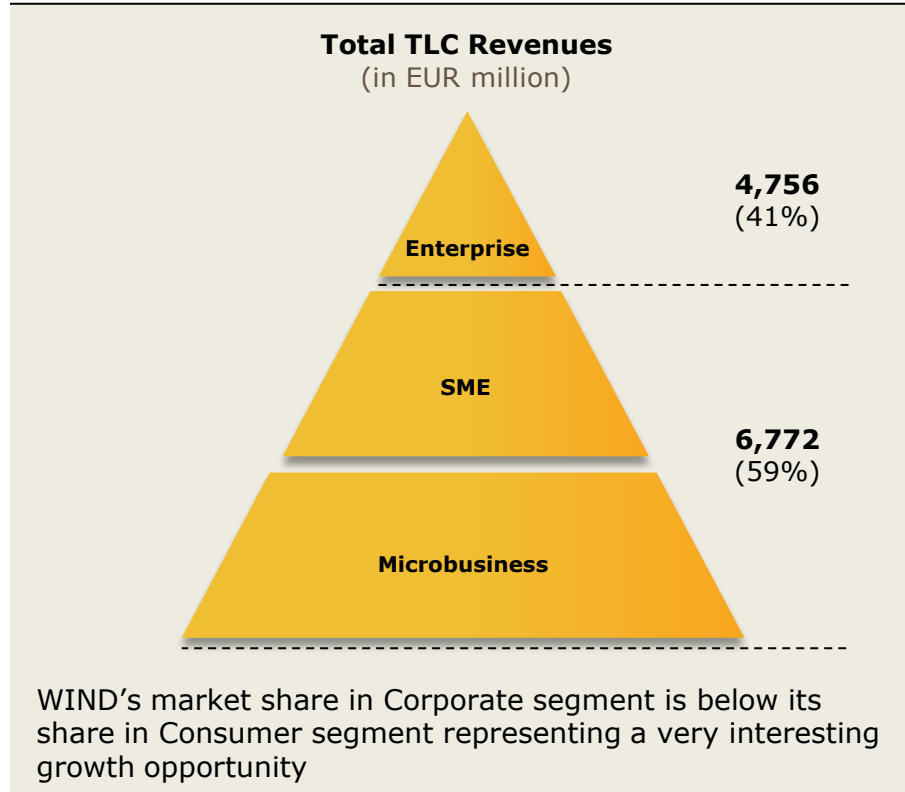 Total TLC Revenues
(in EUR million)
4,756
(41%)
Enterprise
SME
6,772
(59%)
Microbusiness
WIND’s market share in Corporate segment is below its
share in Consumer segment representing a very interesting
growth opportunity